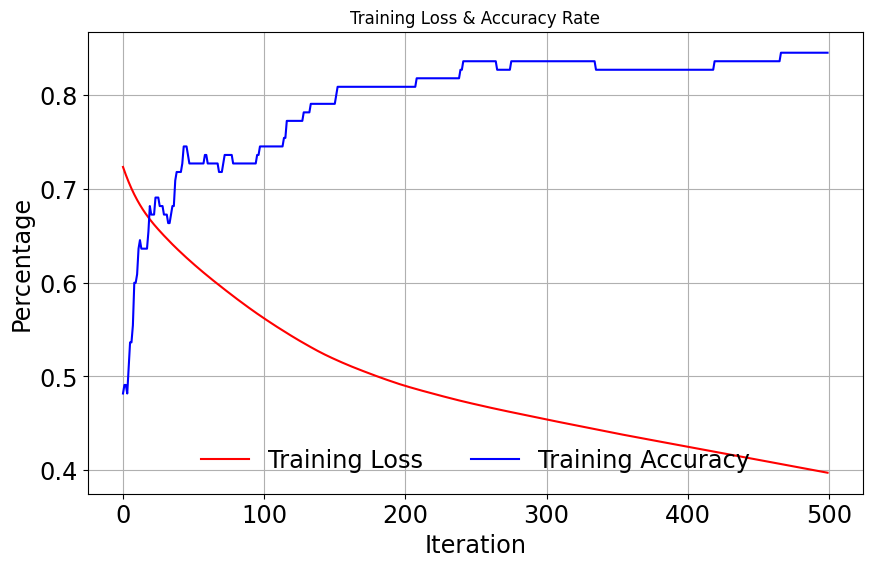 Training Loss & Accuracy Rate
Percentage
0.8
0.7
0.6
0.5
0.4
Training Loss Training Accuracy
0 100 200 300 400 500
Iteration